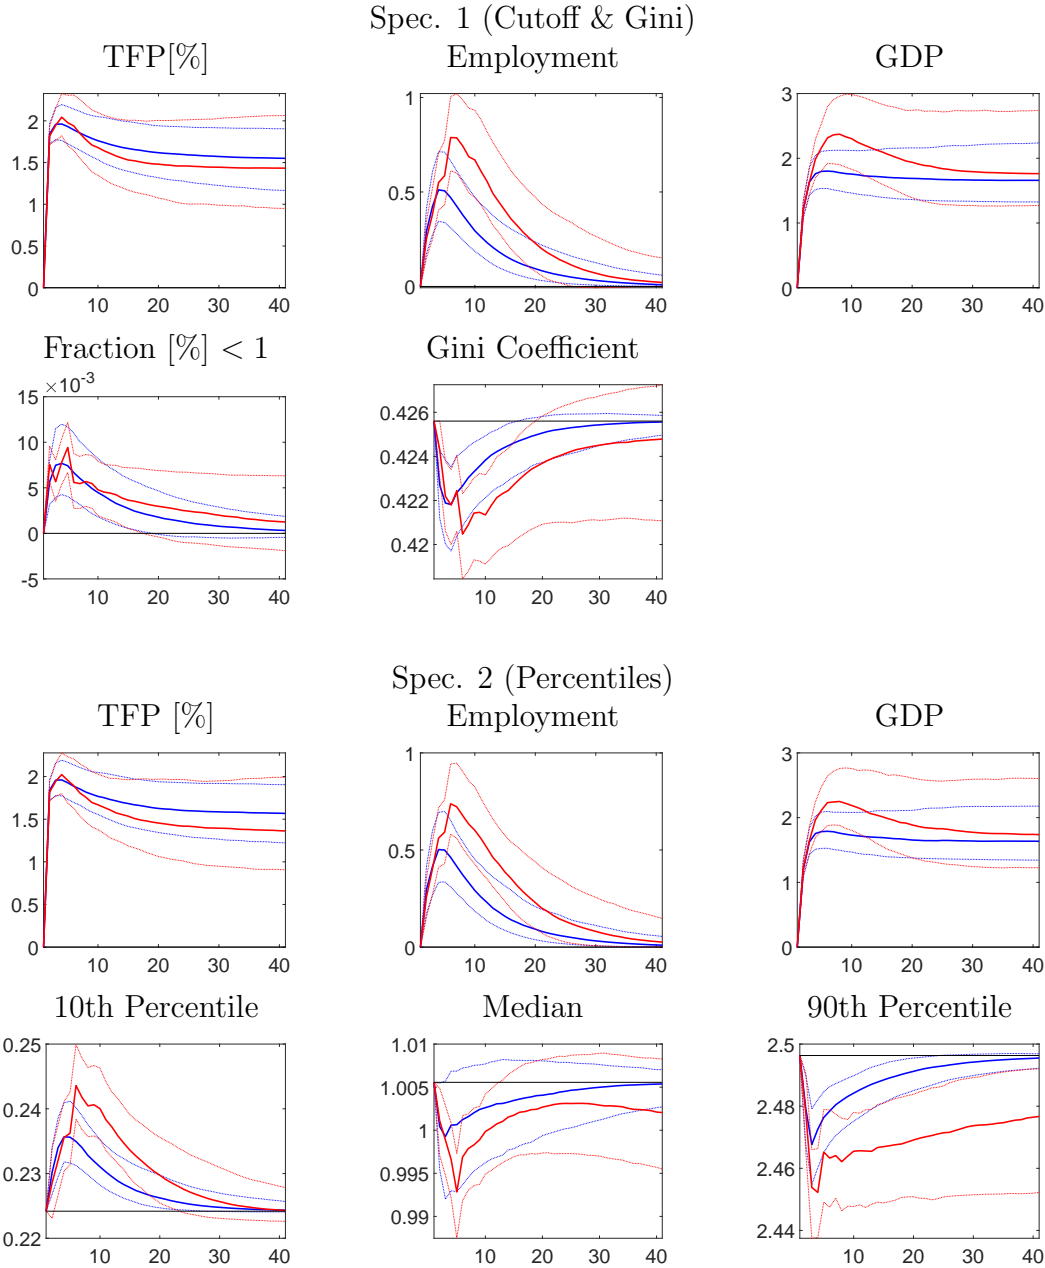 Spec. 1 (Cutoff & Gini)
TFP[%] Employment GDP
2
1.5
1
0.5
0
10 20 30 40
1
0.5
0
10 20 30 40
3
2
1
0
10 20 30 40
Fraction [%] < 1 Gini Coefficient
×10-3
15
10
5
0
-5
10 20 30 40
0.426
0.424
0.422
0.42
10 20 30 40
Spec. 2 (Percentiles)
TFP [%] Employment GDP
2
1.5
1
0.5
0
10 20 30 40
1
0.5
0
10 20 30 40
3
2
1
0
10 20 30 40
10th Percentile Median 90th Percentile
0.25
0.24
0.23
0.22
10 20 30 40
1.01
1.005
1
0.995
0.99
10 20 30 40
2.5
2.48
2.46
2.44
10 20 30 40